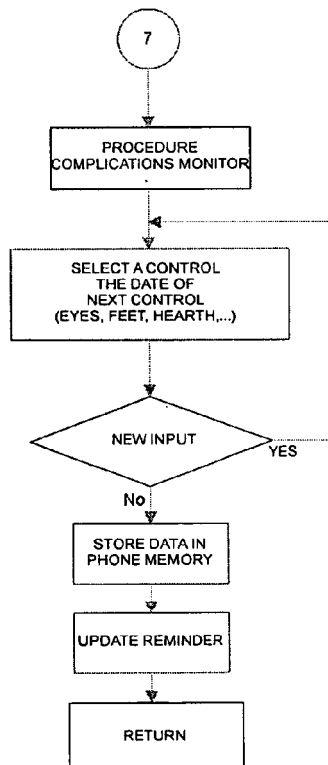 7
PROCEDURE
COMPLICATIONS MONITOR
SELECT A CONTROL
THE DATE OF
NEXT CONTROL
(EYES, FEET, HEARTH,...)
NEW INPUT
YES
No
STORE DATA IN
PHONE MEMORY
UPDATE REMINDER
RETURN